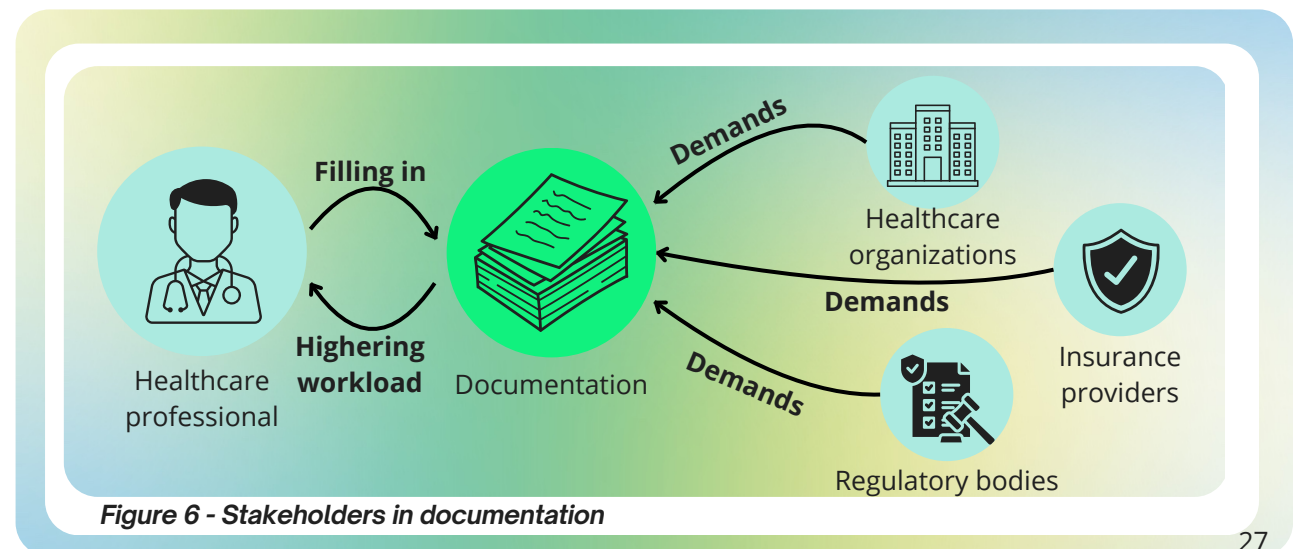 Filling in
Highering
workload
Healthcare
professional
Documentation
Demands
Healthcare
organizations
Demands
Insurance
providers
Demands
Regulatory bodies
Figure 6 - Stakeholders in documentation
27